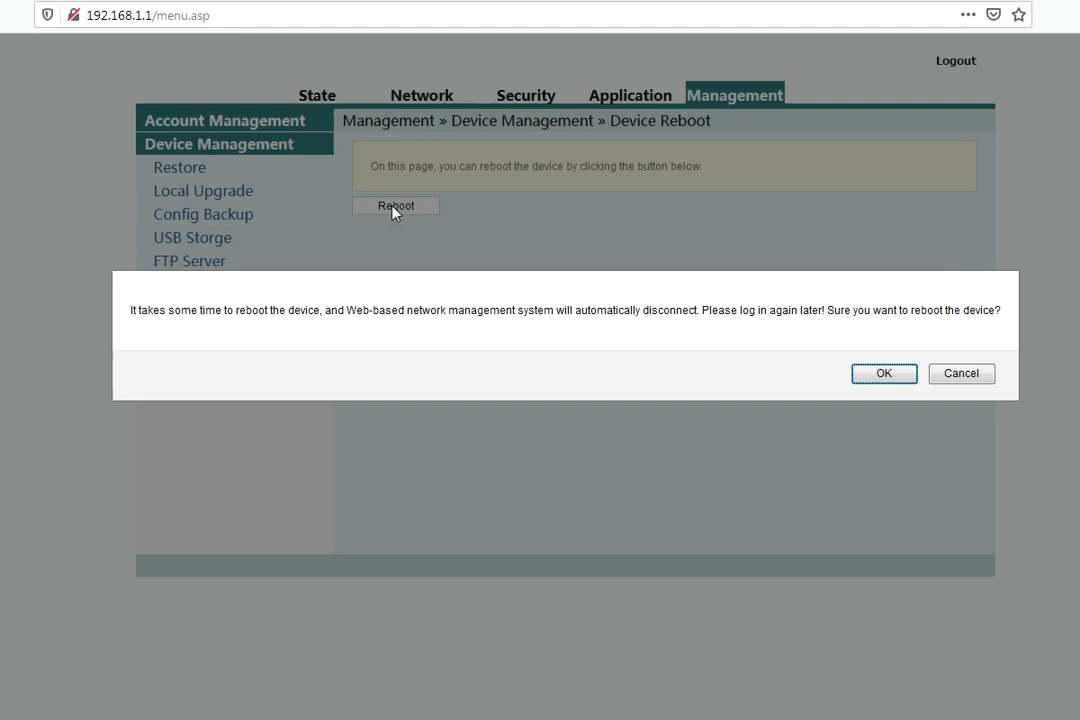 192.168.1.1/menu.asp
Logout
State Network Security Application Management
Account Management
Management » Device Management » Device Reboot
Device Management
On this page, you can reboot the device by clicking the button below.
Reboot
Restore
Local Upgrade
Config Backup
USB Storge
FTP Server
It takes some time to reboot the device, and Web-based network management system will automatically disconnect. Please log in again later! Sure you want to reboot the device?
OK Cancel